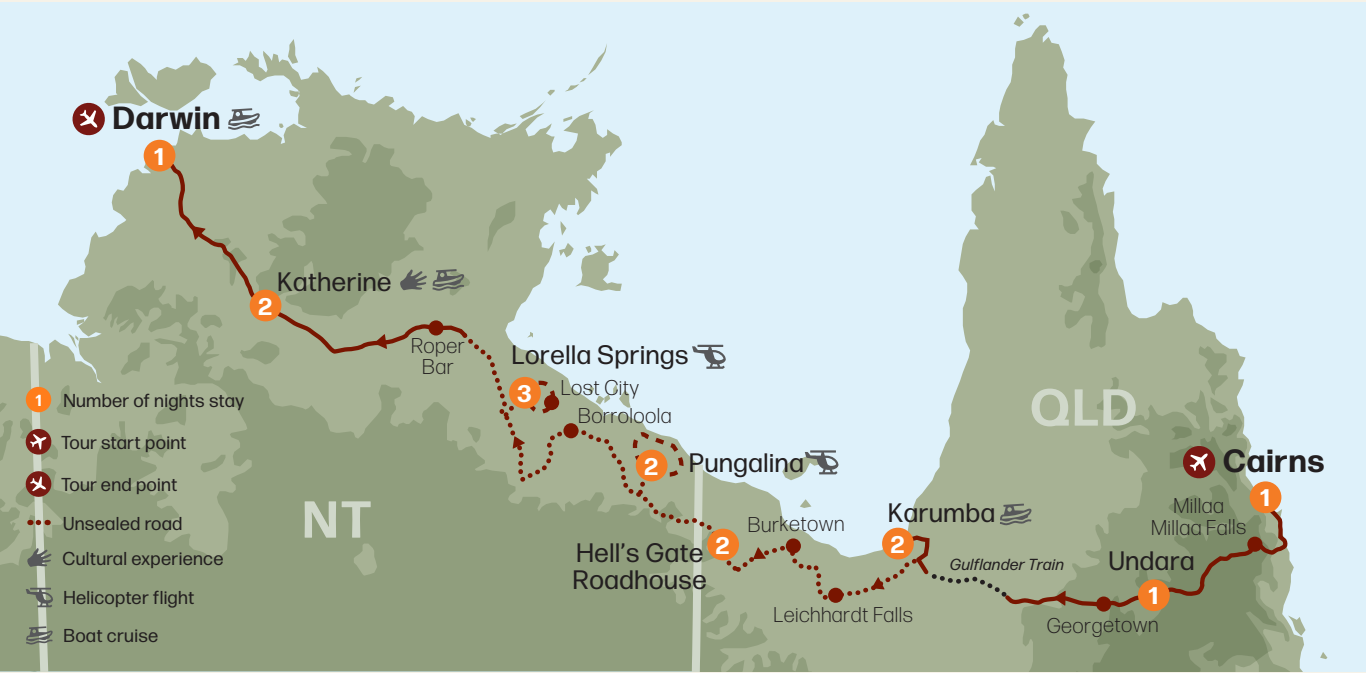 Darwin
1
Katherine
2
Roper
Bar
Lorella Springs
3
Lost City
Borroloola
2
Pungalina
QLD
Cairns
1
Millaa
Millaa Falls
Karumba
2
Burketown
Hell's Gate
Roadhouse
2
Gulflander Train
Undara
1
Leichhardt Falls
Georgetown
NT
1 Number of nights stay
Tour start point
Tour end point
Unsealed road
Cultural experience
Helicopter flight
Boat cruise